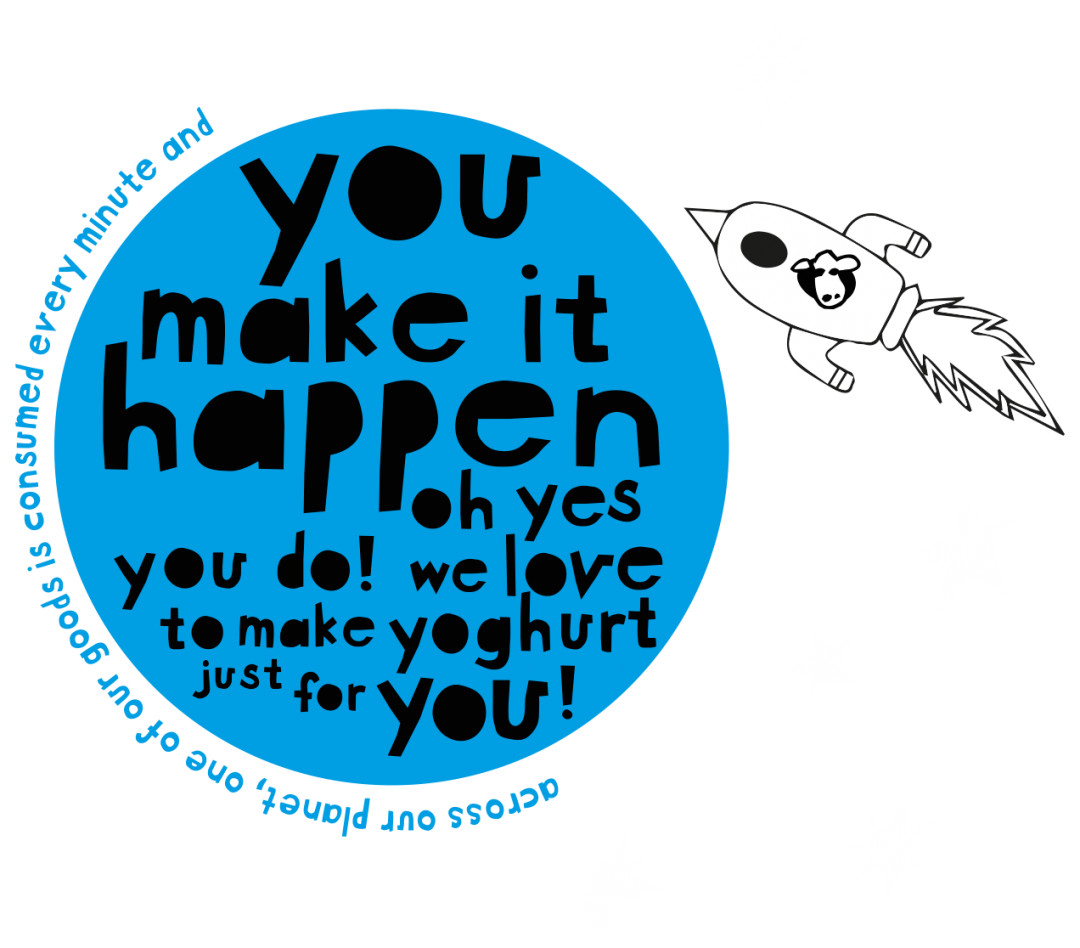 you
make it
happen
oh yes
you do! we love
to make yoghurt
just for you!
across our planet, one of our goods is consumed every minute and